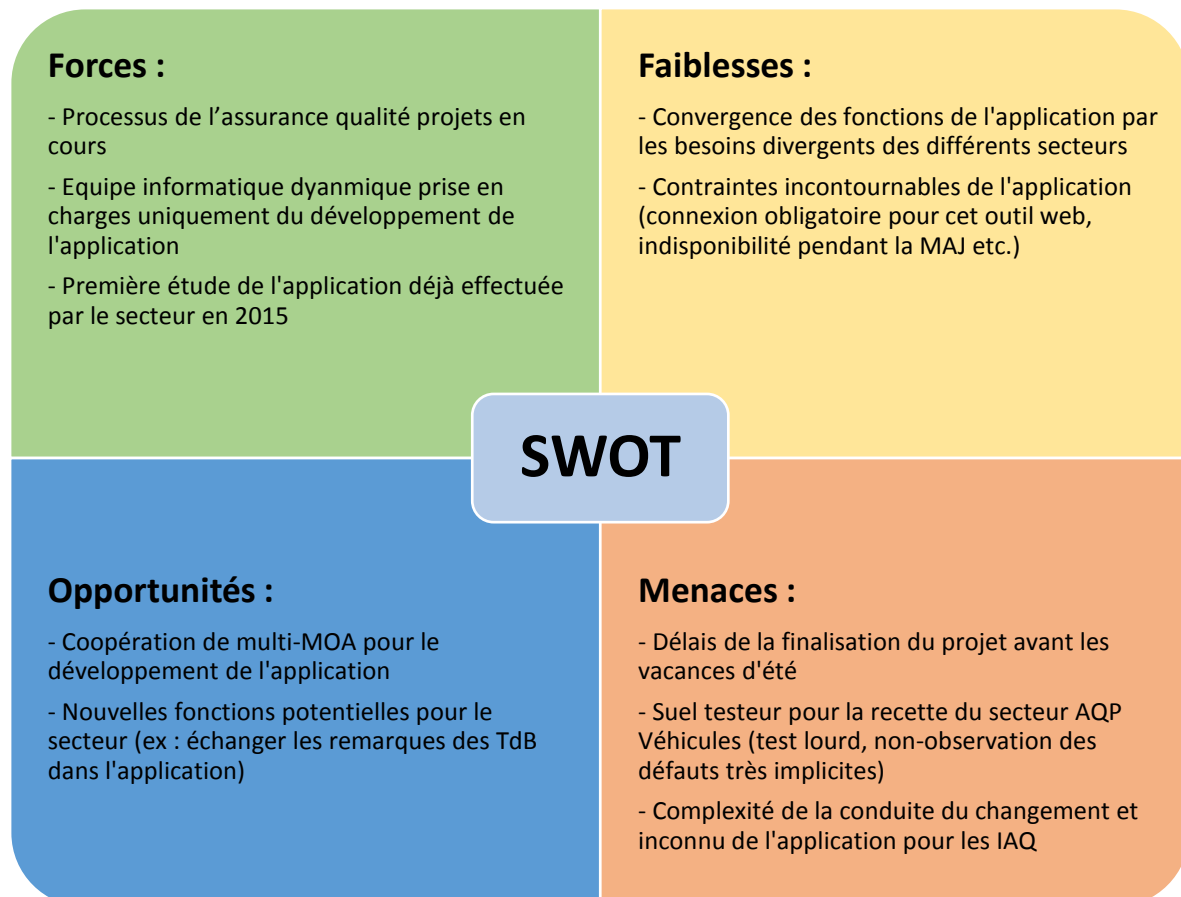 Forces :
- Processus de l’assurance qualité projets en
cours
- Equipe informatique dyanmique prise en
charges uniquement du développement de
l'application
- Première étude de l'application déjà effectuée
par le secteur en 2015
Faiblesses :
- Convergence des fonctions de l'application par
les besoins divergents des différents secteurs
- Contraintes incontournables de l'application
(connexion obligatoire pour cet outil web,
indisponibilité pendant la MAJ etc.)
SWOT
Opportunités :
- Coopération de multi-MOA pour le
développement de l'application
- Nouvelles fonctions potentielles pour le
secteur (ex : échanger les remarques des TdB
dans l'application)
Menaces :
- Délais de la finalisation du projet avant les
vacances d'été
- Suel testeur pour la recette du secteur AQP
Véhicules (test lourd, non-observation des
défauts très implicites)
- Complexité de la conduite du changement et
inconnu de l'application pour les IAQ